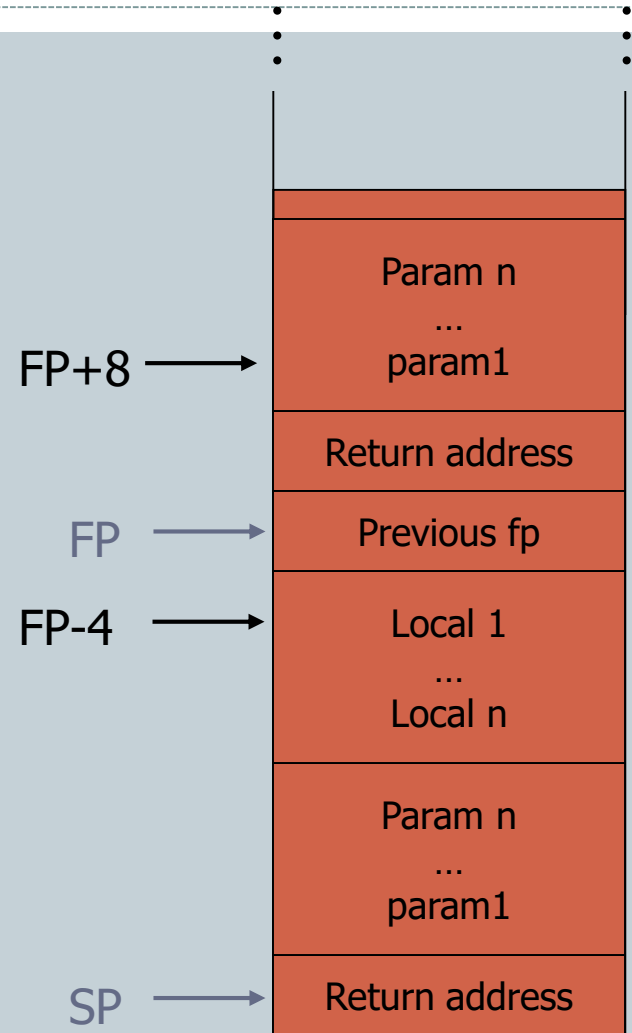 Param n
…
FP+8
param1
Return address
FP
Previous fp
FP-4
Local 1
…
Local n
Param n
…
param1
SP
Return address